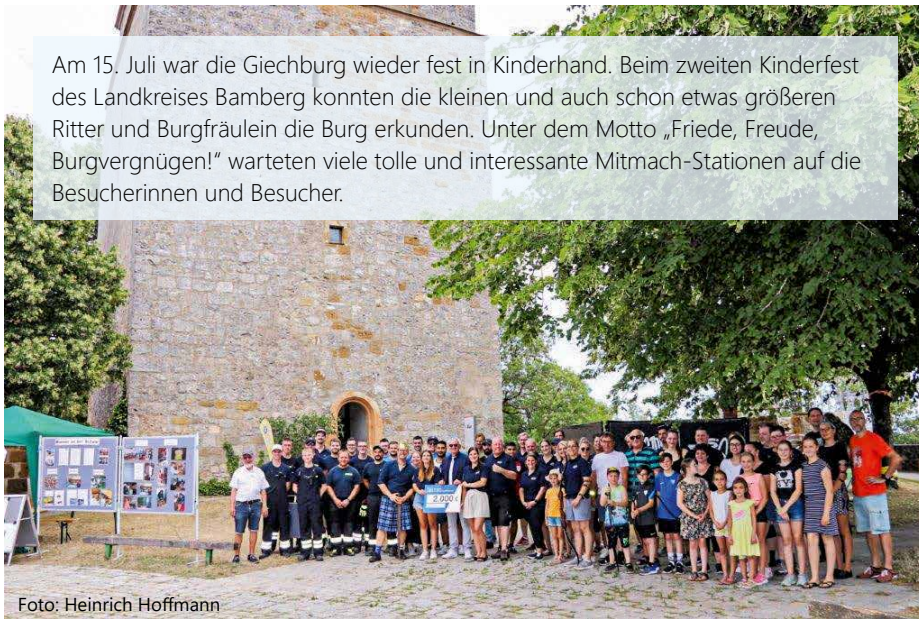 Am 15. Juli war die Giechburg wieder fest in Kinderhand. Beim zweiten Kinderfest
des Landkreises Bamberg konnten die kleinen und auch schon etwas größeren
Ritter und Burgfräulein die Burg erkunden. Unter dem Motto „Friede, Freude,
Burgvergnügen!“ warteten viele tolle und interessante Mitmach-Stationen auf die
Besucherinnen und Besucher.
2.000 €
Foto: Heinrich Hoffmann